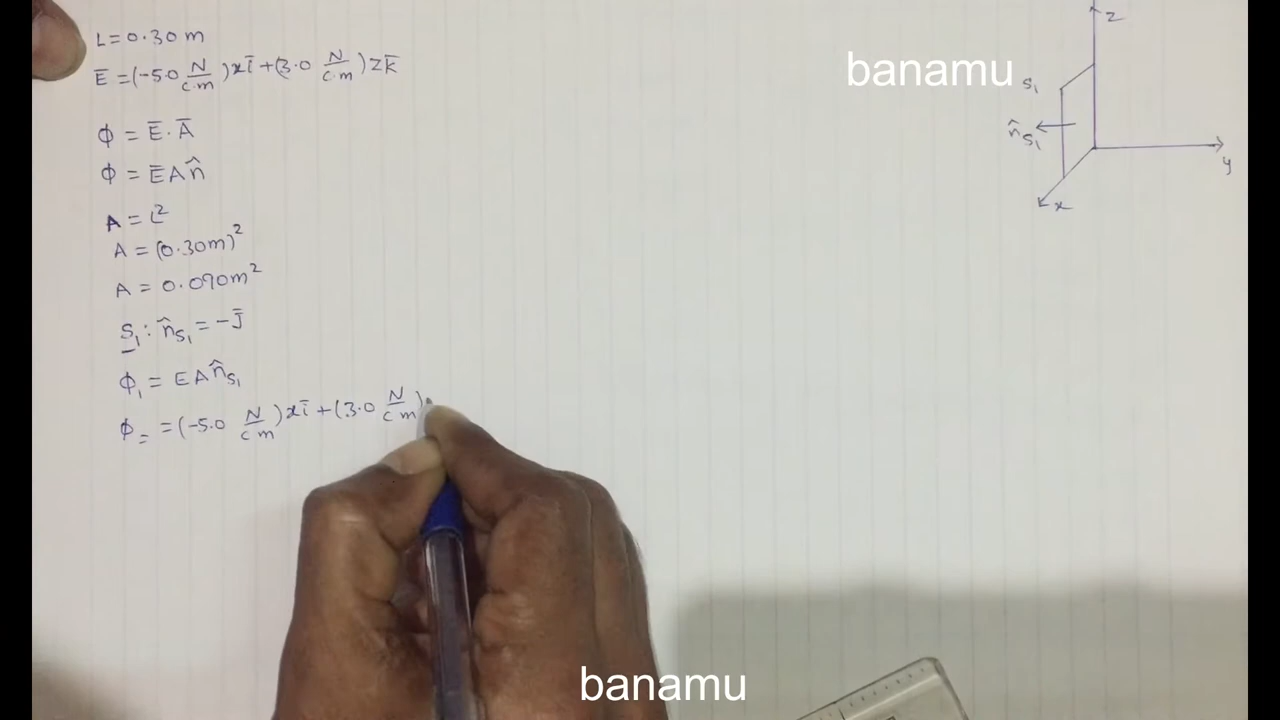 L = 0.30 m
E̅ = (-5.0 N/C.m) x i̅ + (3.0 N/C.m) z k̅
ϕ = E̅ · A̅
ϕ = E̅ A n̂
A = L²
A = (0.30m)²
A = 0.090m²
S₁ : n̂s₁ = - j̅
ϕ₁ = E A n̂s₁
ϕ = = (-5.0 N/C m) x i̅ + (3.0 N/C m)
z
banamu
S₁
n̂s₁
y
x
banamu